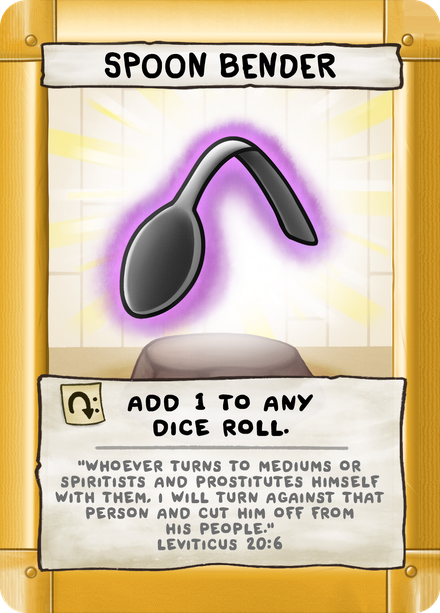 SPOON BENDER
ADD 1 TO ANY
DICE ROLL.
"WHOEVER TURNS TO MEDIUMS OR
SPIRITISTS AND PROSTITUTES HIMSELF
WITH THEM, I WILL TURN AGAINST THAT
PERSON AND CUT HIM OFF FROM
HIS PEOPLE."
LEVITICUS 20:6